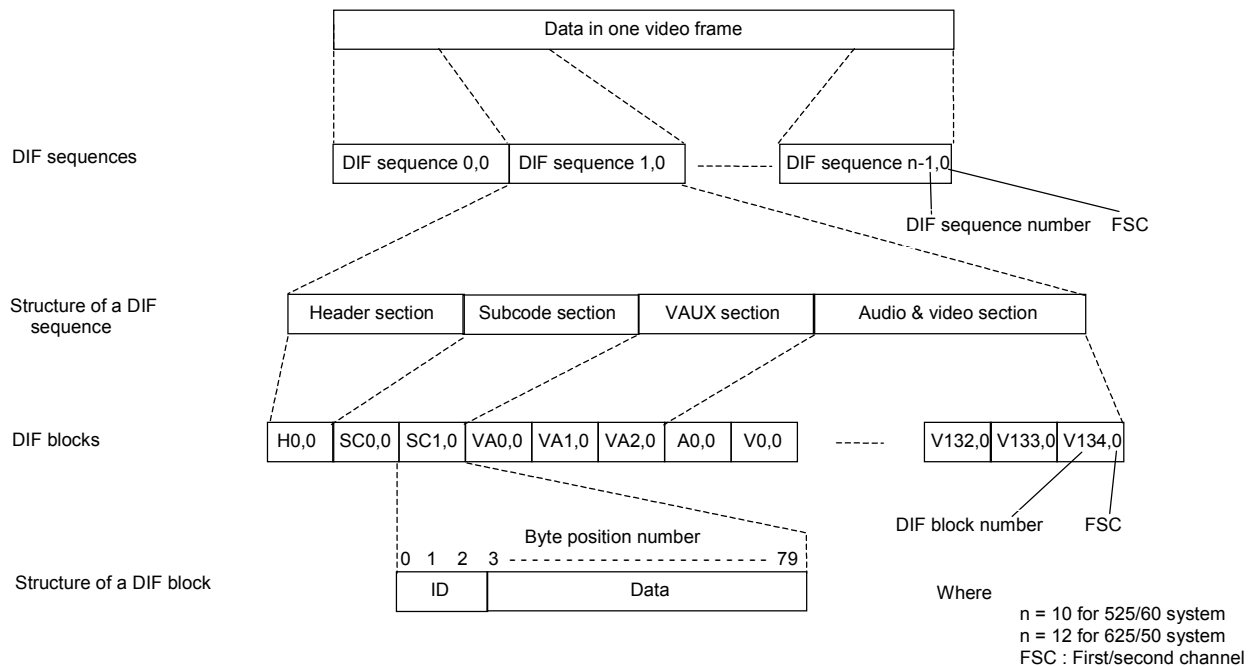 Data in one video frame
DIF sequences
DIF sequence 0,0 DIF sequence 1,0 DIF sequence n-1,0
DIF sequence number FSC
Structure of a DIF
sequence
Header section Subcode section VAUX section Audio & video section
DIF blocks
H0,0 SC0,0 SC1,0 VA0,0 VA1,0 VA2,0 A0,0 V0,0 V132,0 V133,0 V134,0
DIF block number FSC
Byte position number
0 1 2 3 79
Structure of a DIF block
ID Data
Where
n = 10 for 525/60 system
n = 12 for 625/50 system
FSC : First/second channel